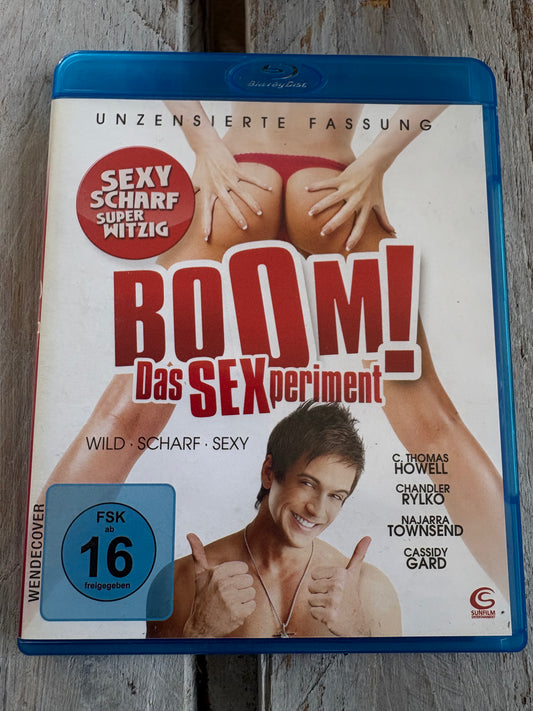 Blu-ray Disc
UNZENSIERTE FASSUNG
SEXY
SCHARF
SUPER
WITZIG
BOOM!
Das SEXperiment
WILD · SCHARF · SEXY
C. THOMAS
HOWELL
CHANDLER
RYLKO
NAJARRA
TOWNSEND
CASSIDY
GARD
WENDECOVER
FSK
ab
16
freigegeben
SUNFILM
ENTERTAINMENT